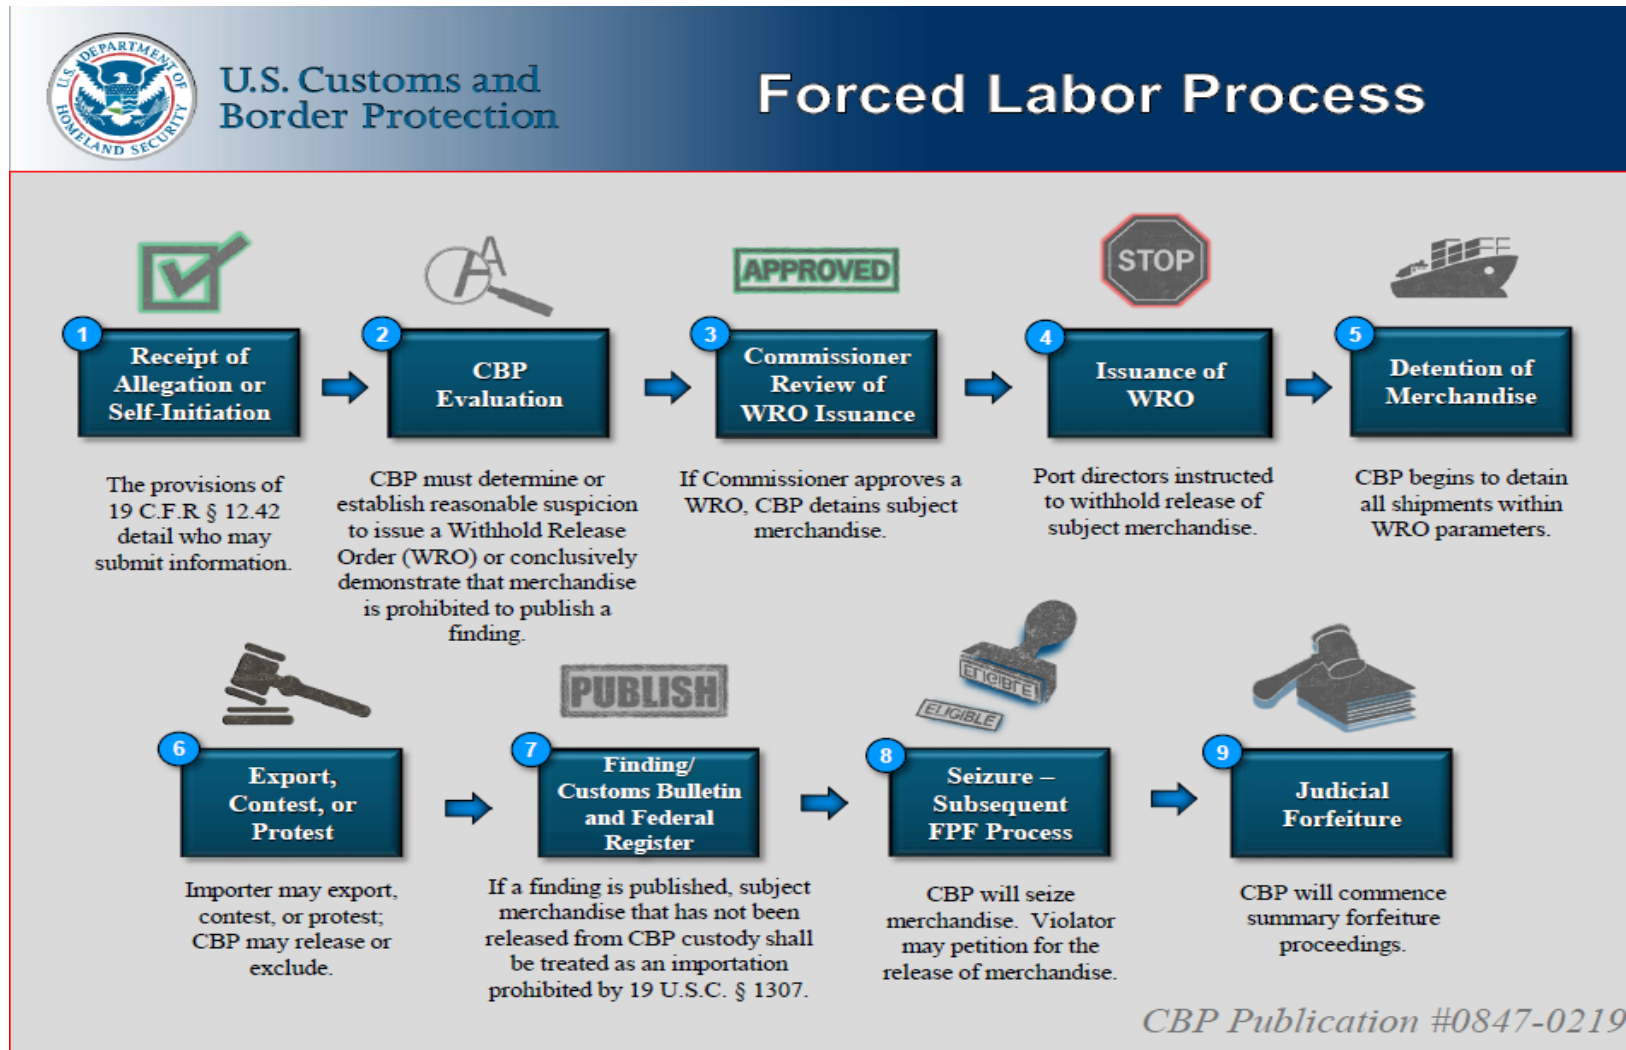 U.S. DEPARTMENT OF
HOMELAND SECURITY
U.S. Customs and
Border Protection
Forced Labor Process
APPROVED
STOP
1
Receipt of
Allegation or
Self-Initiation
The provisions of
19 C.F.R § 12.42
detail who may
submit information.
2
CBP
Evaluation
CBP must determine or
establish reasonable suspicion
to issue a Withhold Release
Order (WRO) or conclusively
demonstrate that merchandise
is prohibited to publish a
finding.
3
Commissioner
Review of
WRO Issuance
If Commissioner approves a
WRO, CBP detains subject
merchandise.
4
Issuance of
WRO
Port directors instructed
to withhold release of
subject merchandise.
5
Detention of
Merchandise
CBP begins to detain
all shipments within
WRO parameters.
PUBLISH
ELIGIBLE
ELIGIBLE
6
Export,
Contest, or
Protest
Importer may export,
contest, or protest;
CBP may release or
exclude.
7
Finding/
Customs Bulletin
and Federal
Register
If a finding is published, subject
merchandise that has not been
released from CBP custody shall
be treated as an importation
prohibited by 19 U.S.C. § 1307.
8
Seizure –
Subsequent
FPF Process
CBP will seize
merchandise. Violator
may petition for the
release of merchandise.
9
Judicial
Forfeiture
CBP will commence
summary forfeiture
proceedings.
CBP Publication #0847-0219